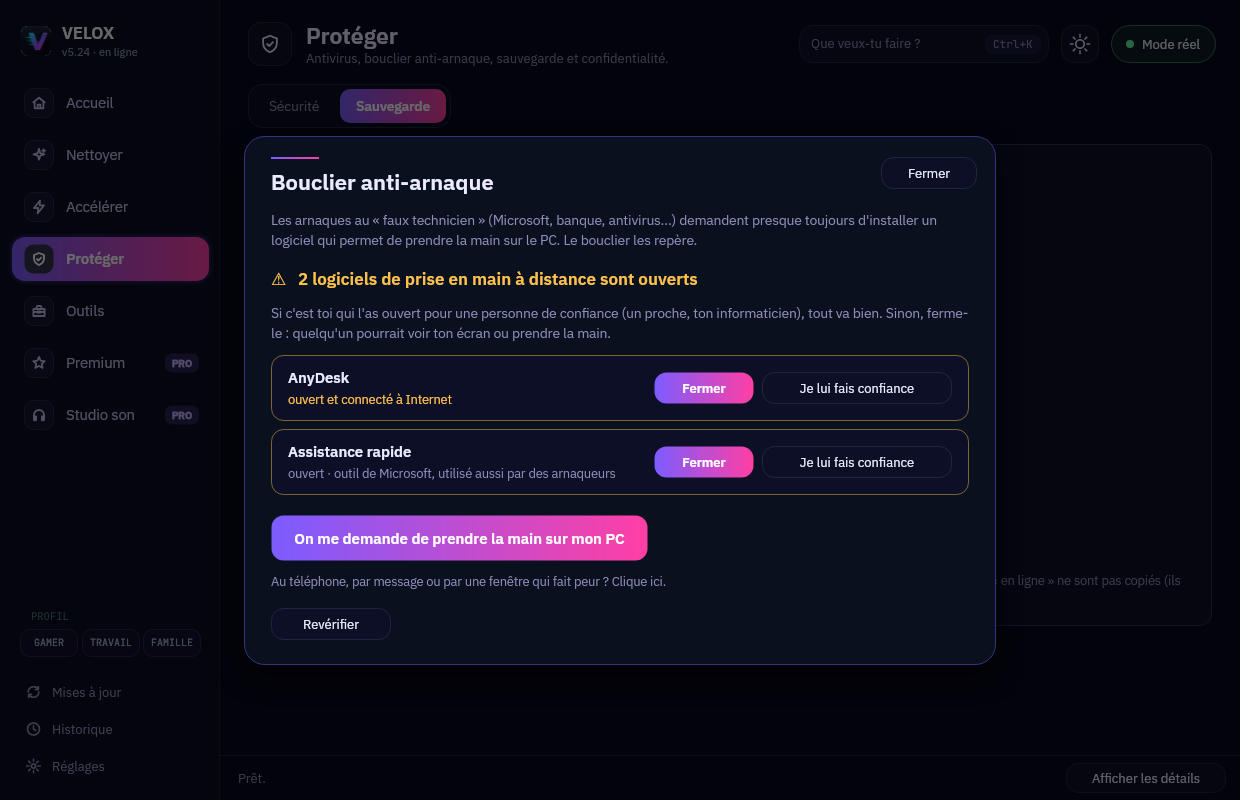 VELOX
v5.24 · en ligne
Accueil
Nettoyer
Accélérer
Protéger
Outils
Premium PRO
Studio son PRO
PROFIL
GAMER TRAVAIL FAMILLE
Mises à jour
Historique
Réglages
Protéger
Antivirus, bouclier anti-arnaque, sauvegarde et confidentialité.
Que veux-tu faire ? Ctrl+K
Mode réel
Sécurité Sauvegarde
Bouclier anti-arnaque
Fermer
Les arnaques au « faux technicien » (Microsoft, banque, antivirus...) demandent presque toujours d'installer un
logiciel qui permet de prendre la main sur le PC. Le bouclier les repère.
⚠ 2 logiciels de prise en main à distance sont ouverts
Si c'est toi qui l'as ouvert pour une personne de confiance (un proche, ton informaticien), tout va bien. Sinon, ferme-
le : quelqu'un pourrait voir ton écran ou prendre la main.
AnyDesk
ouvert et connecté à Internet
Fermer Je lui fais confiance
Assistance rapide
ouvert · outil de Microsoft, utilisé aussi par des arnaqueurs
Fermer Je lui fais confiance
On me demande de prendre la main sur mon PC
Au téléphone, par message ou par une fenêtre qui fait peur ? Clique ici.
Revérifier
en ligne » ne sont pas copiés (ils
Prêt.
Afficher les détails